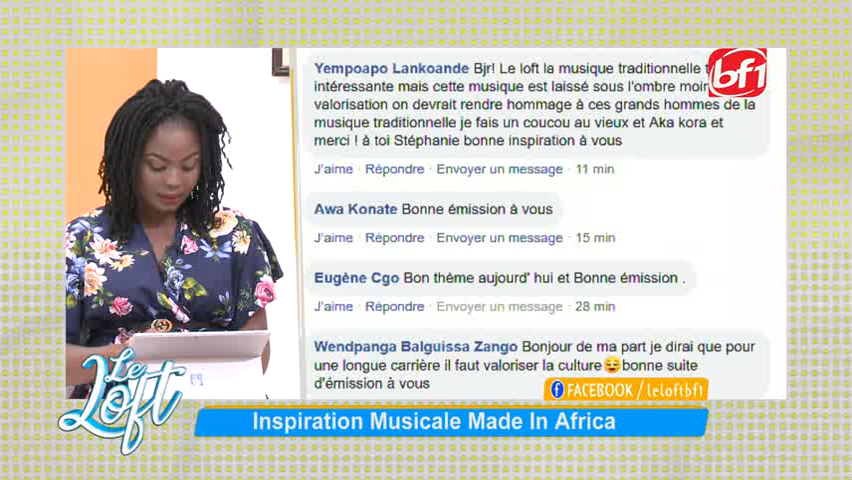 Yempoapo Lankoande Bjr! Le loft la musique traditionnelle
intéressante mais cette musique est laissé sous l'ombre moin
valorisation on devrait rendre hommage à ces grands hommes de la
musique traditionnelle je fais un coucou au vieux et Aka kora et
merci ! à toi Stéphanie bonne inspiration à vous
J'aime · Répondre · Envoyer un message · 11 min
Awa Konate Bonne émission à vous
J'aime · Répondre · Envoyer un message · 15 min
Eugène Cgo Bon thème aujourd' hui et Bonne émission .
J'aime · Répondre · Envoyer un message · 28 min
Wendpanga Balguissa Zango Bonjour de ma part je dirai que pour
une longue carrière il faut valoriser la culture😔bonne suite
d'émission à vous
bf1
Le
Loft
f FACEBOOK / leloftbf1
Inspiration Musicale Made In Africa